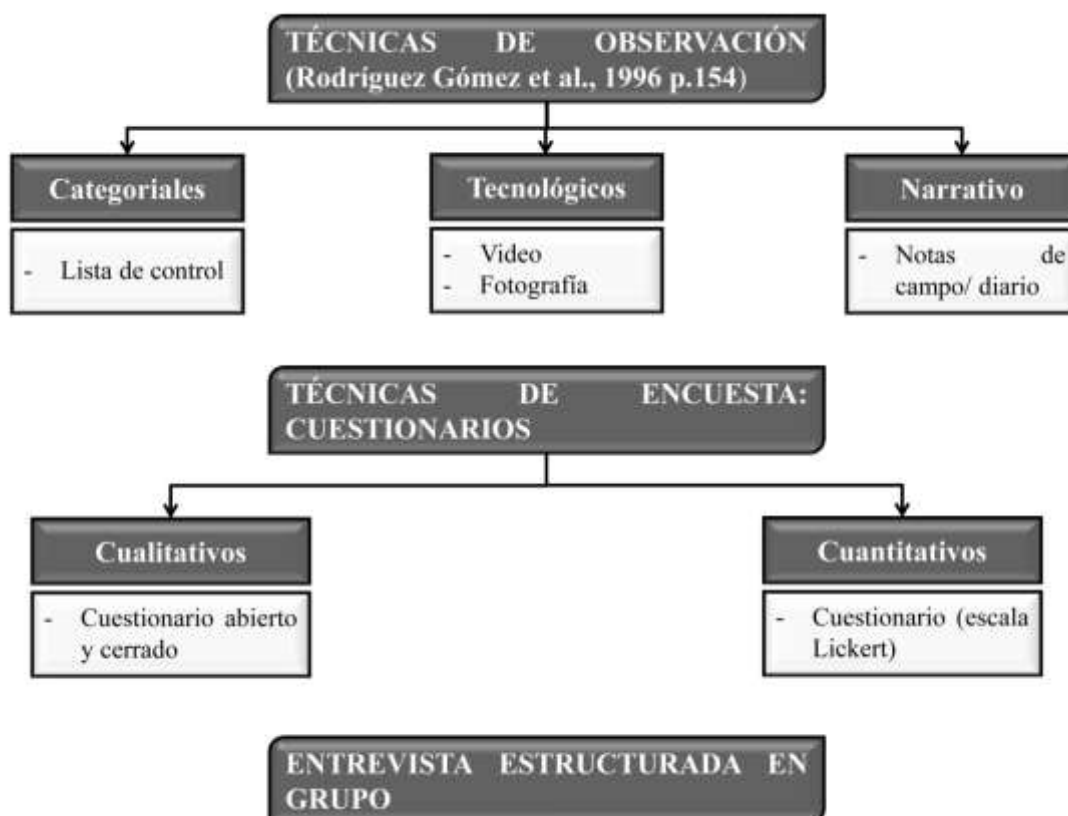 TÉCNICAS DE OBSERVACIÓN
(Rodríguez Gómez et al., 1996 p.154)
Categoriales
- Lista de control
Tecnológicos
- Video
- Fotografía
Narrativo
- Notas de
campo/ diario
TÉCNICAS DE ENCUESTA:
CUESTIONARIOS
Cualitativos
- Cuestionario abierto
y cerrado
Cuantitativos
- Cuestionario (escala
Lickert)
ENTREVISTA ESTRUCTURADA EN
GRUPO